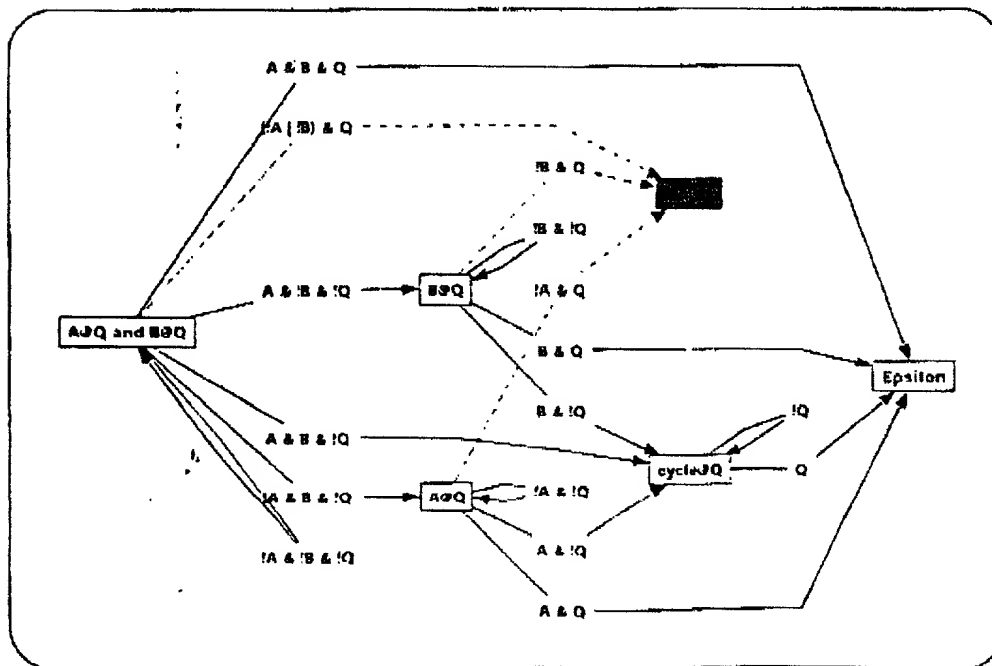 A & B & Q
(!A | !B) & Q
!B & Q
!B & !Q
A & !B & !Q
B@Q
!A & Q
A@Q and B@Q
B & Q
Epsilon
B & !Q
!Q
A & B & !Q
cycle@Q
Q
!A & B & !Q
A@Q
!A & !Q
A & !Q
!A & !B & !Q
A & Q